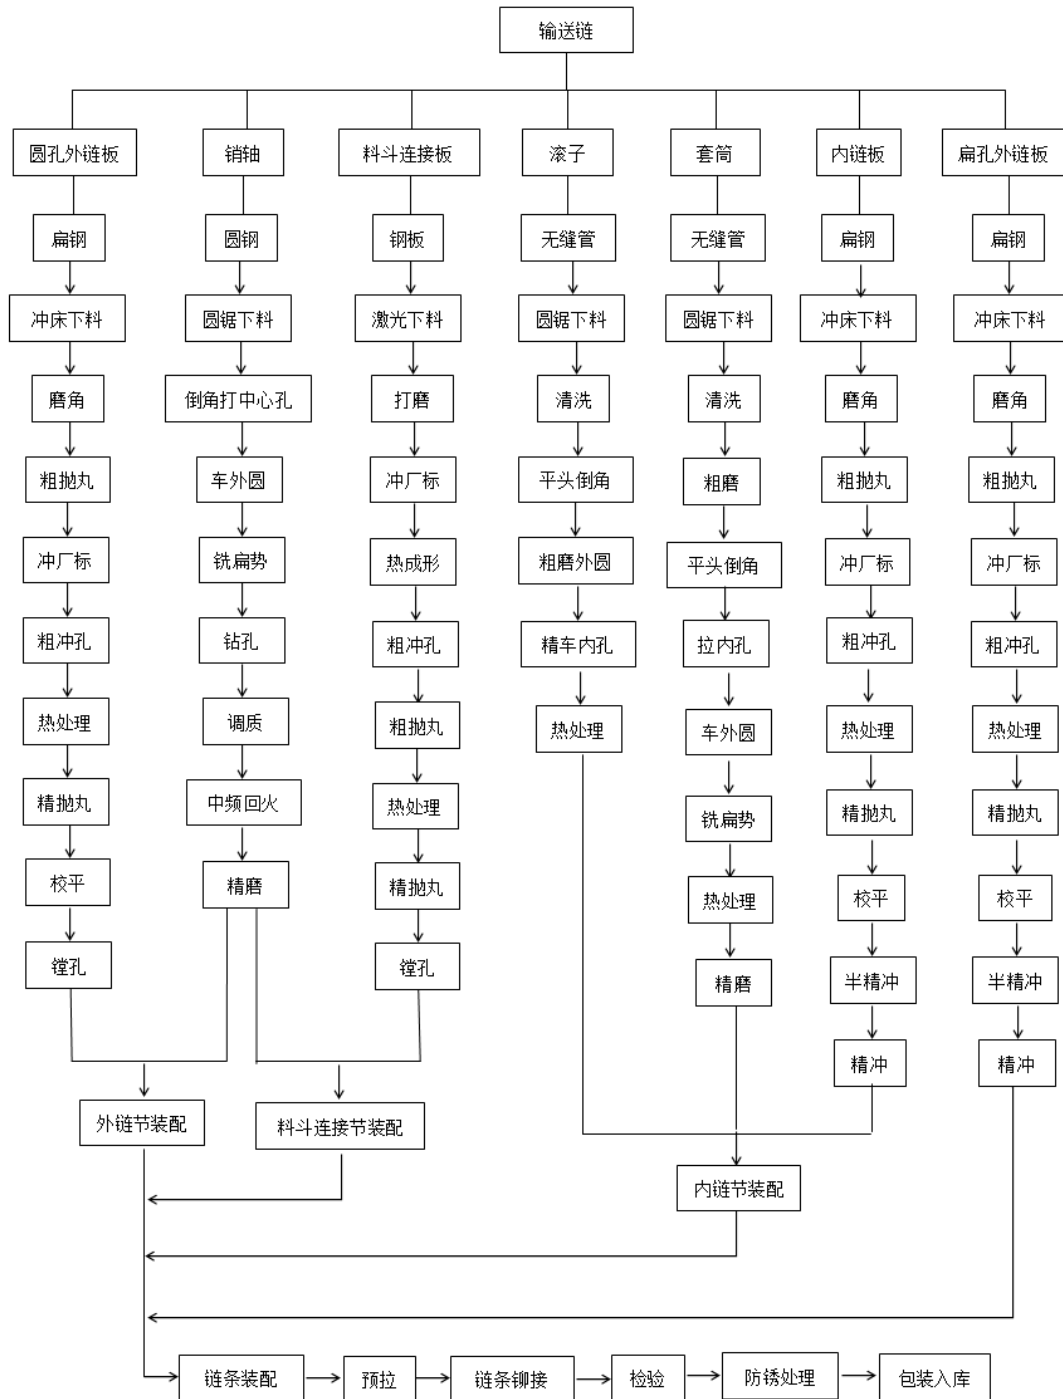 输送链
圆孔外链板
销轴
料斗连接板
滚子
套筒
内链板
扁孔外链板
扁钢
圆钢
钢板
无缝管
无缝管
扁钢
扁钢
冲床下料
圆锯下料
激光下料
圆锯下料
圆锯下料
冲床下料
冲床下料
磨角
倒角打中心孔
打磨
清洗
清洗
磨角
磨角
粗抛丸
车外圆
冲厂标
平头倒角
粗磨
粗抛丸
粗抛丸
冲厂标
铣扁势
热成形
粗磨外圆
平头倒角
冲厂标
冲厂标
粗冲孔
钻孔
粗冲孔
精车内孔
拉内孔
粗冲孔
粗冲孔
热处理
调质
粗抛丸
热处理
车外圆
热处理
热处理
精抛丸
中频回火
热处理
铣扁势
精抛丸
精抛丸
校平
精磨
精抛丸
热处理
校平
校平
镗孔
镗孔
精磨
半精冲
半精冲
精冲
精冲
外链节装配
料斗连接节装配
内链节装配
链条装配
预拉
链条铆接
检验
防锈处理
包装入库